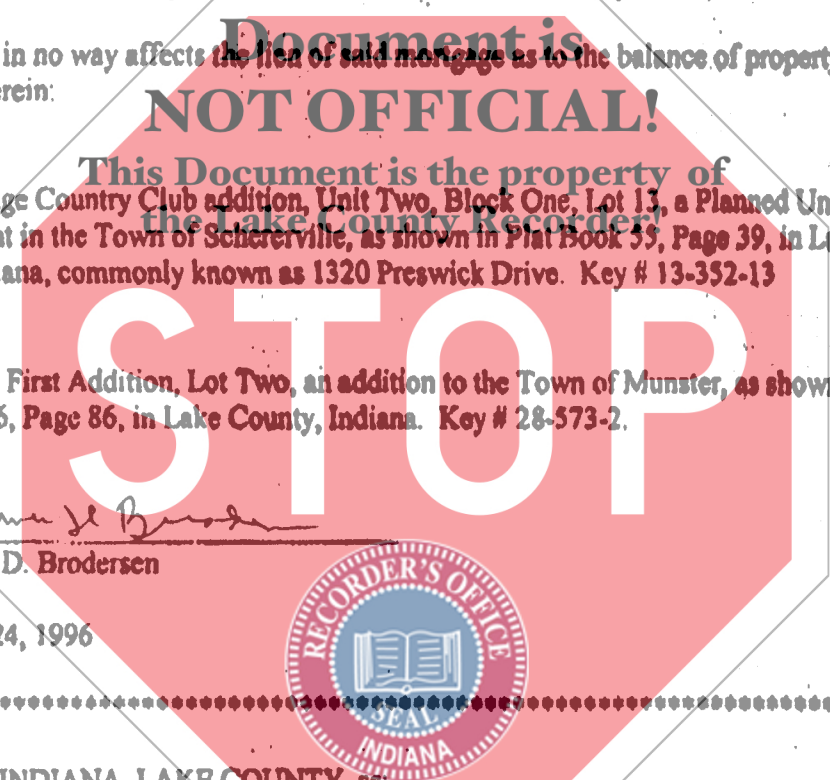 Document is
in no way affects the lien of said mortgage as to the balance of property
rein:
NOT OFFICIAL!
This Document is the property of
ge Country Club addition, Unit Two, Block One, Lot 13, a Planned Un
the Lake County Recorder!
t in the Town of Schererville, as shown in Plat Book 55, Page 39, in L
ana, commonly known as 1320 Preswick Drive. Key # 13-352-13
STOP
First Addition, Lot Two, an addition to the Town of Munster, as shown
6, Page 86, in Lake County, Indiana. Key # 28-573-2.
D. Brodersen
RECORDER'S OFFICE
24, 1996
SEAL
INDIANA
INDIANA, LAKE COUNTY, ss: